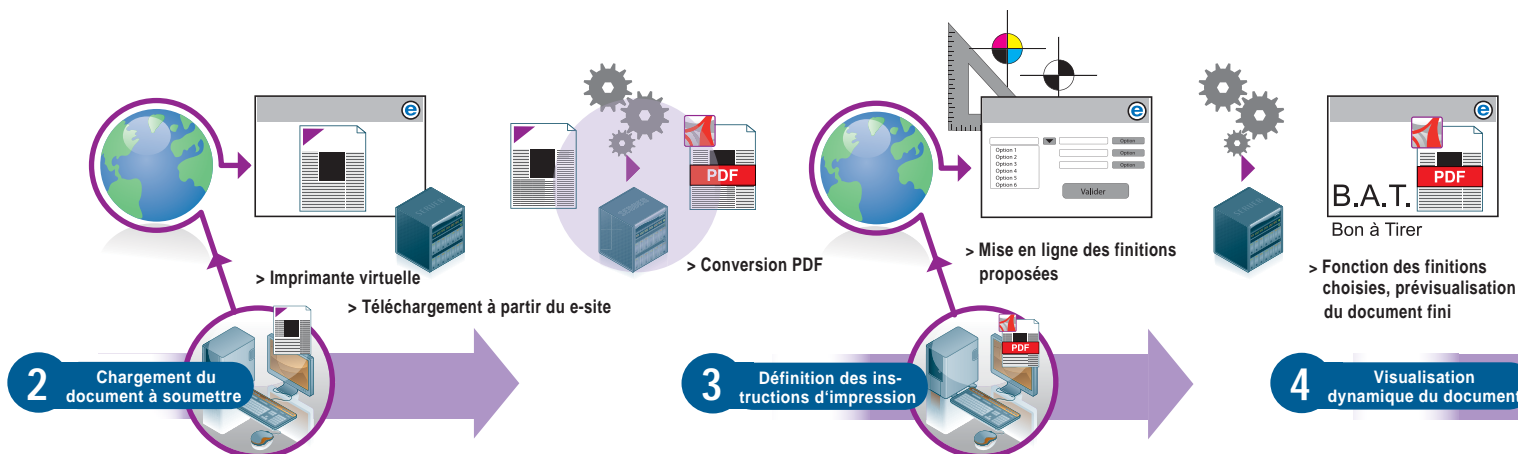 e
> Imprimante virtuelle
SERVER
> Téléchargement à partir du e-site
2
Chargement du
document à soumettre
PDF
SERVER
> Conversion PDF
e
Option 1
Option 2
Option 3
Option 4
Option 5
Option 6
Option
Option
Option
Valider
> Mise en ligne des finitions
proposées
PDF
3
Définition des ins-
tructions d'impression
SERVER
e
PDF
B.A.T.
Bon à Tirer
> Fonction des finitions
choisies, prévisualisation
du document fini
4
Visualisation
dynamique du document